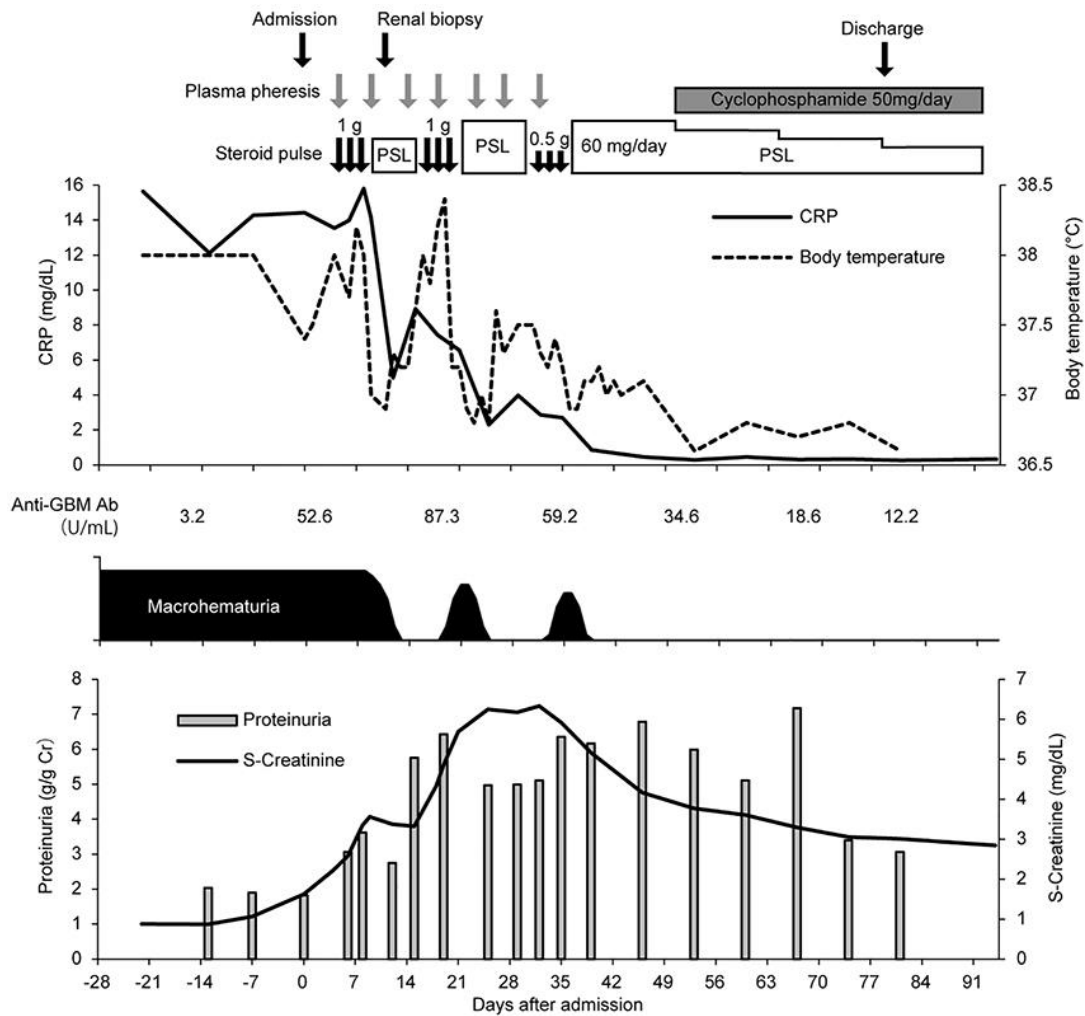 Admission
Renal biopsy
Discharge
Plasma pheresis
Cyclophosphamide 50mg/day
Steroid pulse
1 g
PSL
1 g
PSL
0.5 g
60 mg/day
PSL
CRP (mg/dL)
16
14
12
10
8
6
4
2
0
CRP
Body temperature
38.5
38
37.5
37
36.5
Body temperature (°C)
Anti-GBM Ab
(U/mL)
3.2 52.6 87.3 59.2 34.6 18.6 12.2
Macrohematuria
Proteinuria (g/g Cr)
8
7
6
5
4
3
2
1
0
Proteinuria
S-Creatinine
7
6
5
4
3
2
1
0
S-Creatinine (mg/dL)
-28 -21 -14 -7 0 7 14 21 28 35 42 49 56 63 70 77 84 91
Days after admission